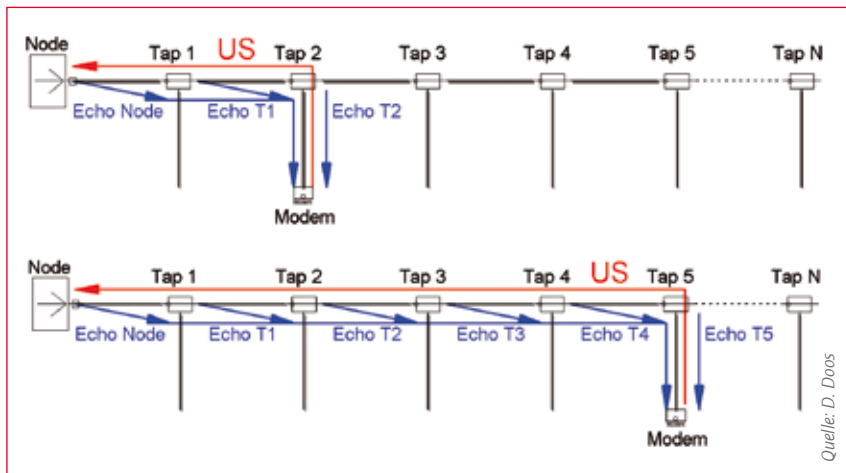 Node Tap 1 US Tap 2 Tap 3 Tap 4 Tap 5 Tap N
Echo Node Echo T1 Echo T2
Modem
Node Tap 1 Tap 2 Tap 3 Tap 4 US Tap 5 Tap N
Echo Node Echo T1 Echo T2 Echo T3 Echo T4 Echo T5
Modem
Quelle: D. Doos